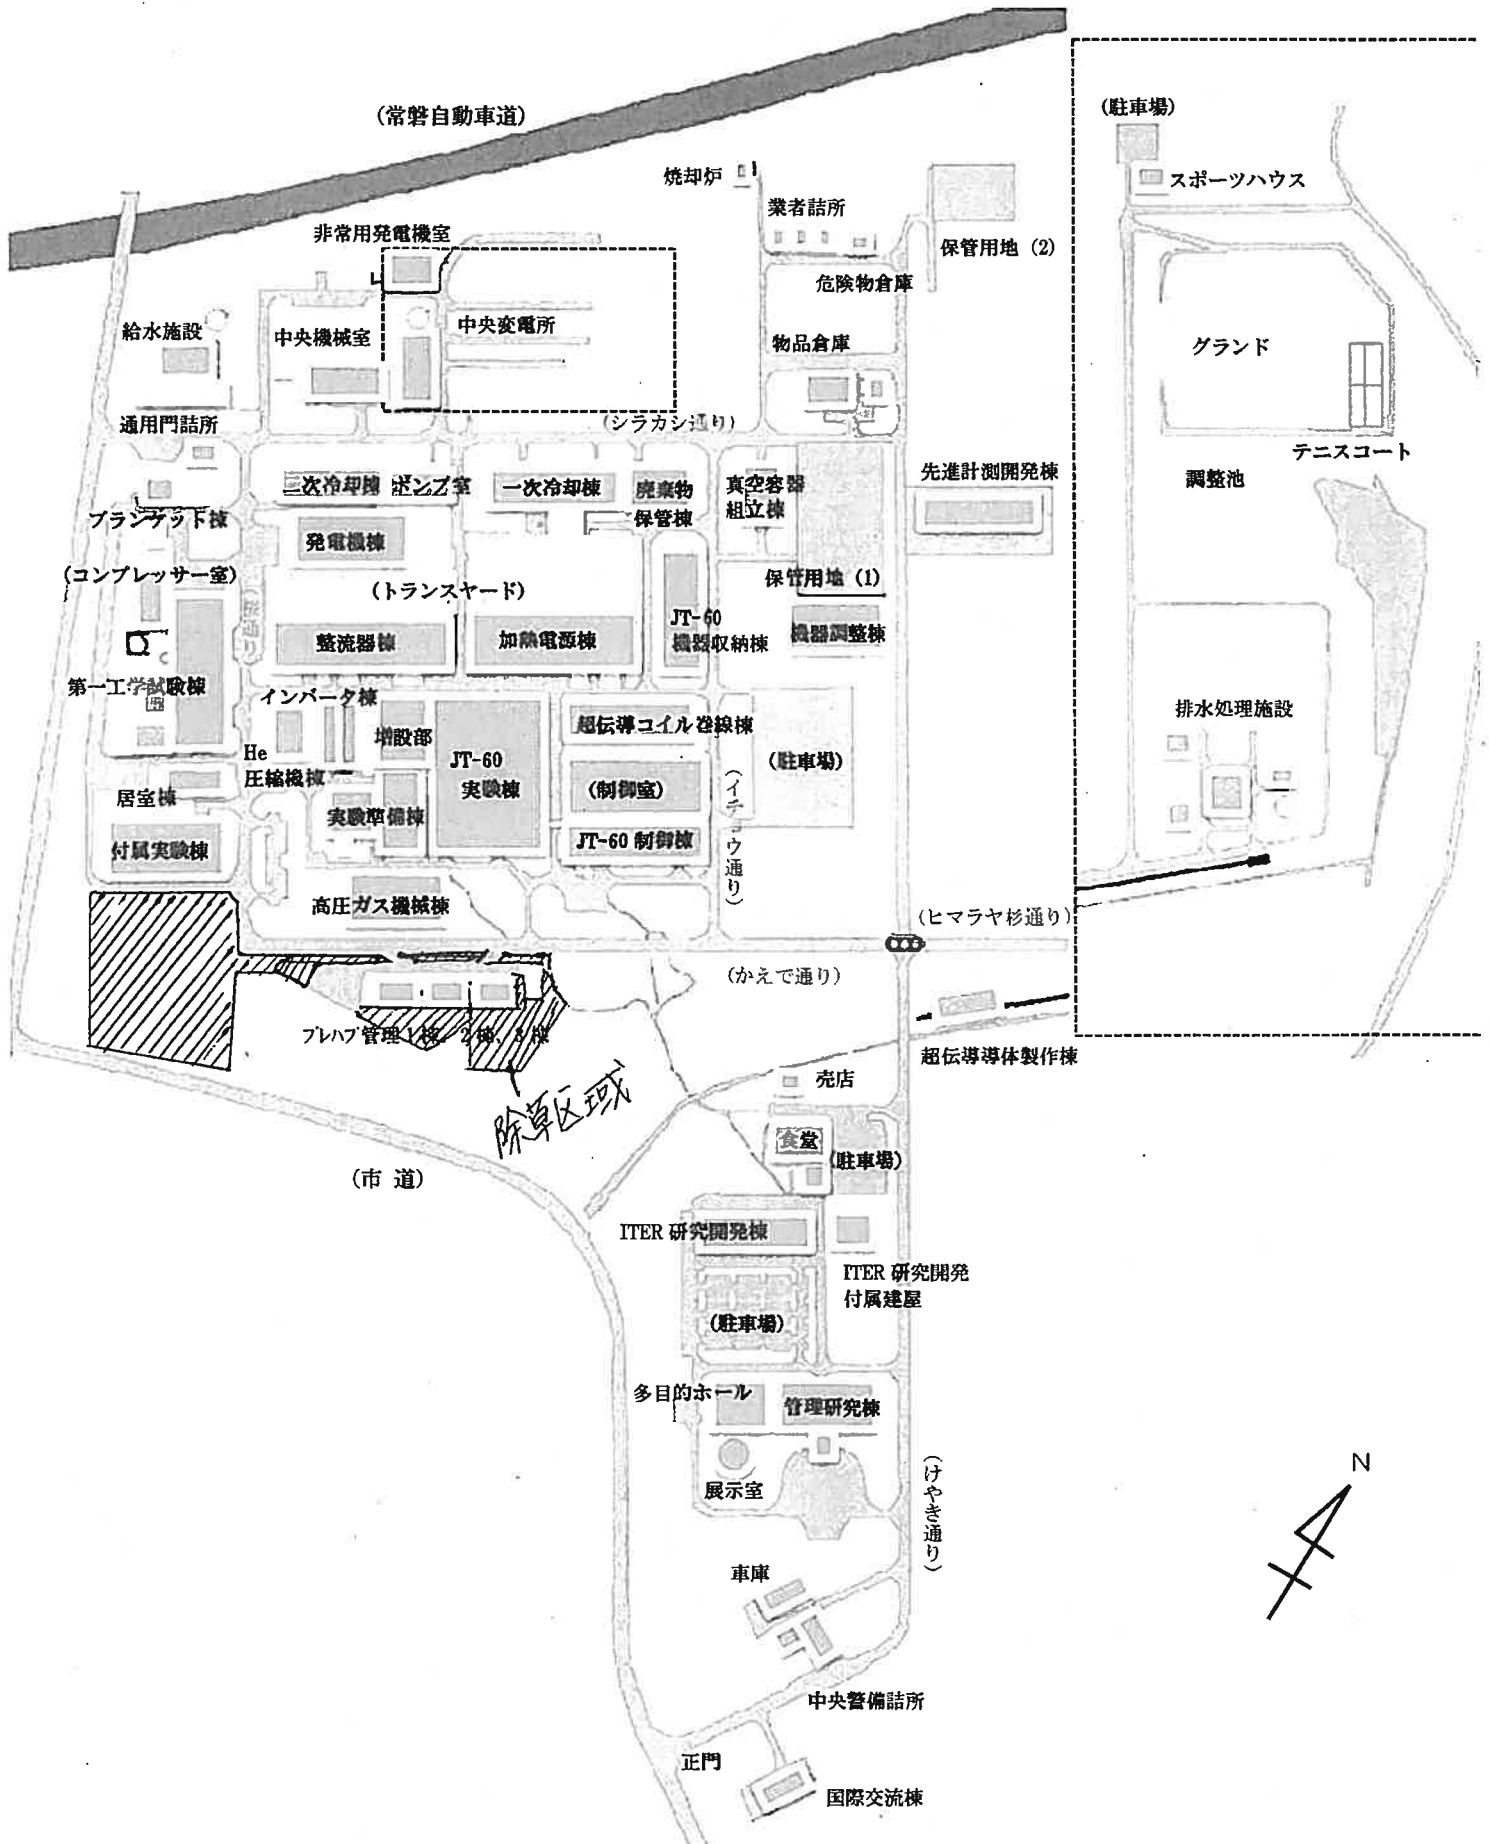 (常磐自動車道)
(駐車場)
焼却炉
スポーツハウス
業者詰所
非常用発電機室
保管用地 (2)
危険物倉庫
給水施設
中央機械室
中央変電所
物品倉庫
グランド
通用門詰所
(シラカシ通り)
テニスコート
先進計測開発棟
調整池
二次冷却棟 ポンプ室
一次冷却棟
廃棄物
保管棟
真空容器
組立棟
ブランケット棟
発電機棟
(コンプレッサー室)
(トランスヤード)
保管用地 (1)
JT-60
機器収納棟
整流器棟
加熱電源棟
機器調整棟
第一工学試験棟
インバータ棟
超伝導コイル巻線棟
排水処理施設
増設部
He
圧縮機棟
JT-60
実験棟
(駐車場)
(制御室)
(イチョウ通り)
居室棟
実験準備棟
JT-60 制御棟
付属実験棟
高圧ガス機械棟
(ヒマラヤ杉通り)
(かえで通り)
プレハブ管理1棟、2棟、3棟
超伝導導体製作棟
売店
除草区域
食堂
(駐車場)
(市 道)
ITER 研究開発棟
ITER 研究開発
付属建屋
(駐車場)
多目的ホール
管理研究棟
(けやき通り)
N
展示室
車庫
中央警備詰所
正門
国際交流棟